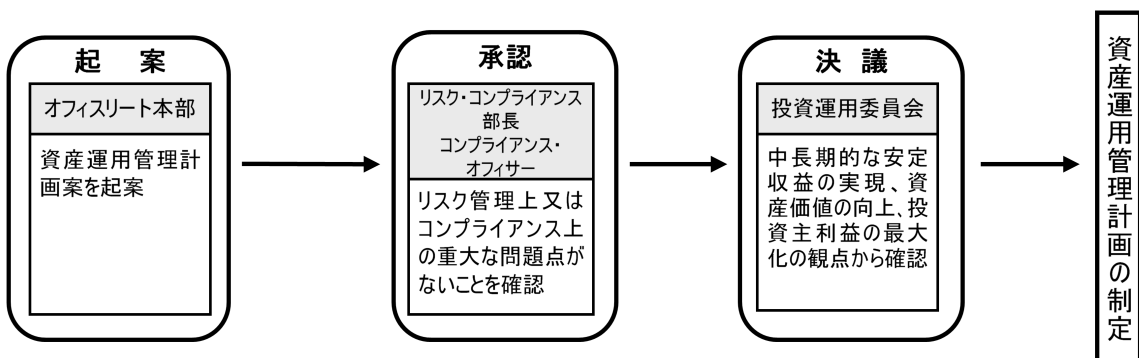 起　案
オフィスリート本部
資産運用管理計
画案を起案
承認
リスク・コンプライアンス
部長
コンプライアンス・
オフィサー
リスク管理上又は
コンプライアンス上
の重大な問題点が
ないことを確認
決　議
投資運用委員会
中長期的な安定
収益の実現、資
産価値の向上、投
資主利益の最大
化の観点から確認
資産運用管理計画の制定